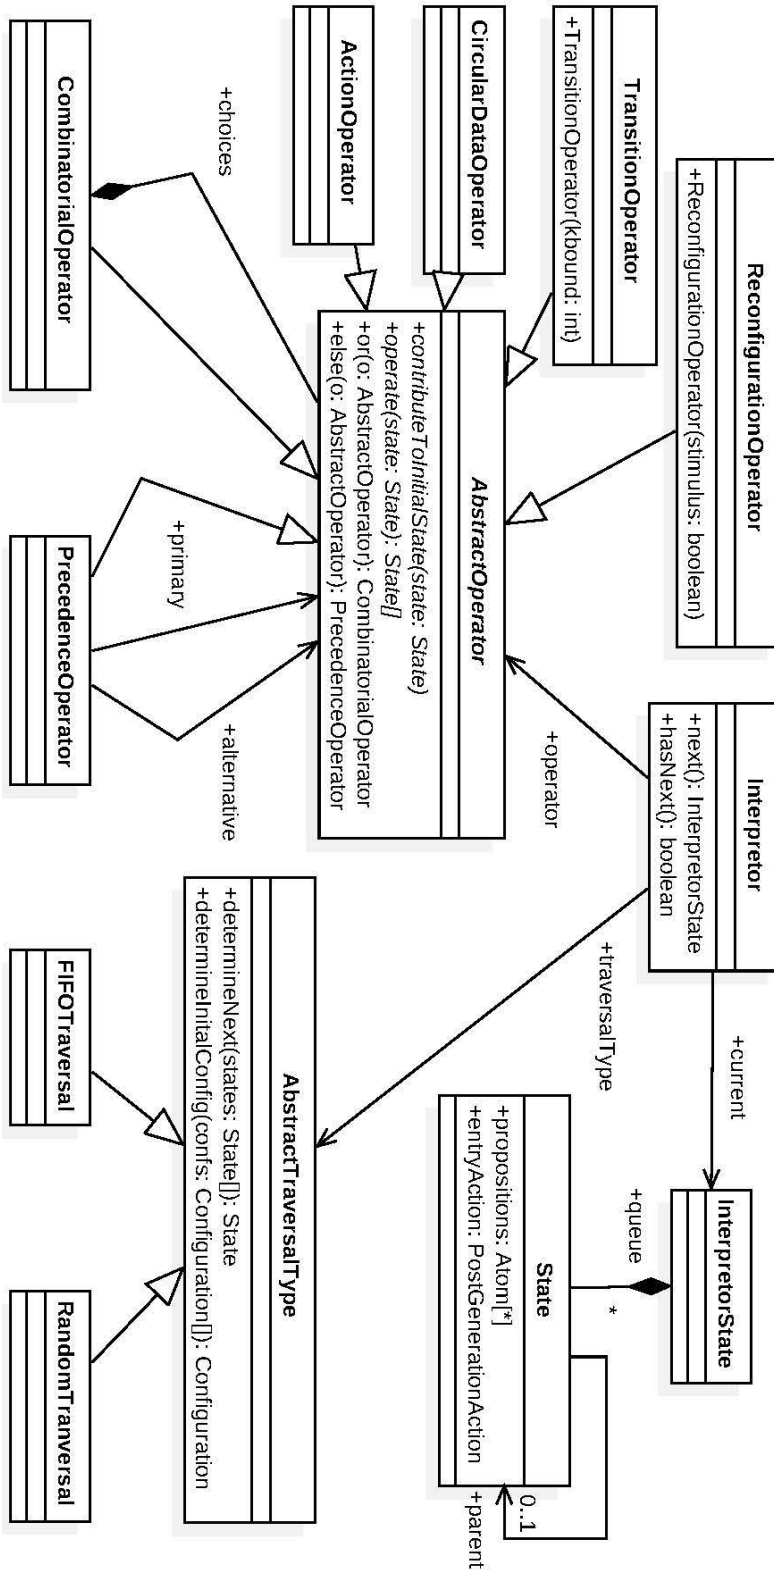 ReconfigurationOperator
+ReconfigurationOperator(stimulus: boolean)
Interpretor
+next(): InterpretorState
+hasNext(): boolean
+current
InterpretorState
TransitionOperator
+TransitionOperator(kbound: int)
+operator
+traversalType
+queue
*
State
+propositions: Atom[*]
+entryAction: PostGenerationAction
0..1
+parent
CircularDataOperator
ActionOperator
AbstractOperator
+contributeToInitialState(state: State)
+operate(state: State): State[]
+or(o: AbstractOperator): CombinatorialOperator
+else(o: AbstractOperator): PrecedenceOperator
+choices
+primary
+alternative
AbstractTraversalType
+determineNext(states: State[]): State
+determineInitalConfig(confs: Configuration[]): Configuration
CombinatorialOperator
PrecedenceOperator
FIFOTraversal
RandomTranversal